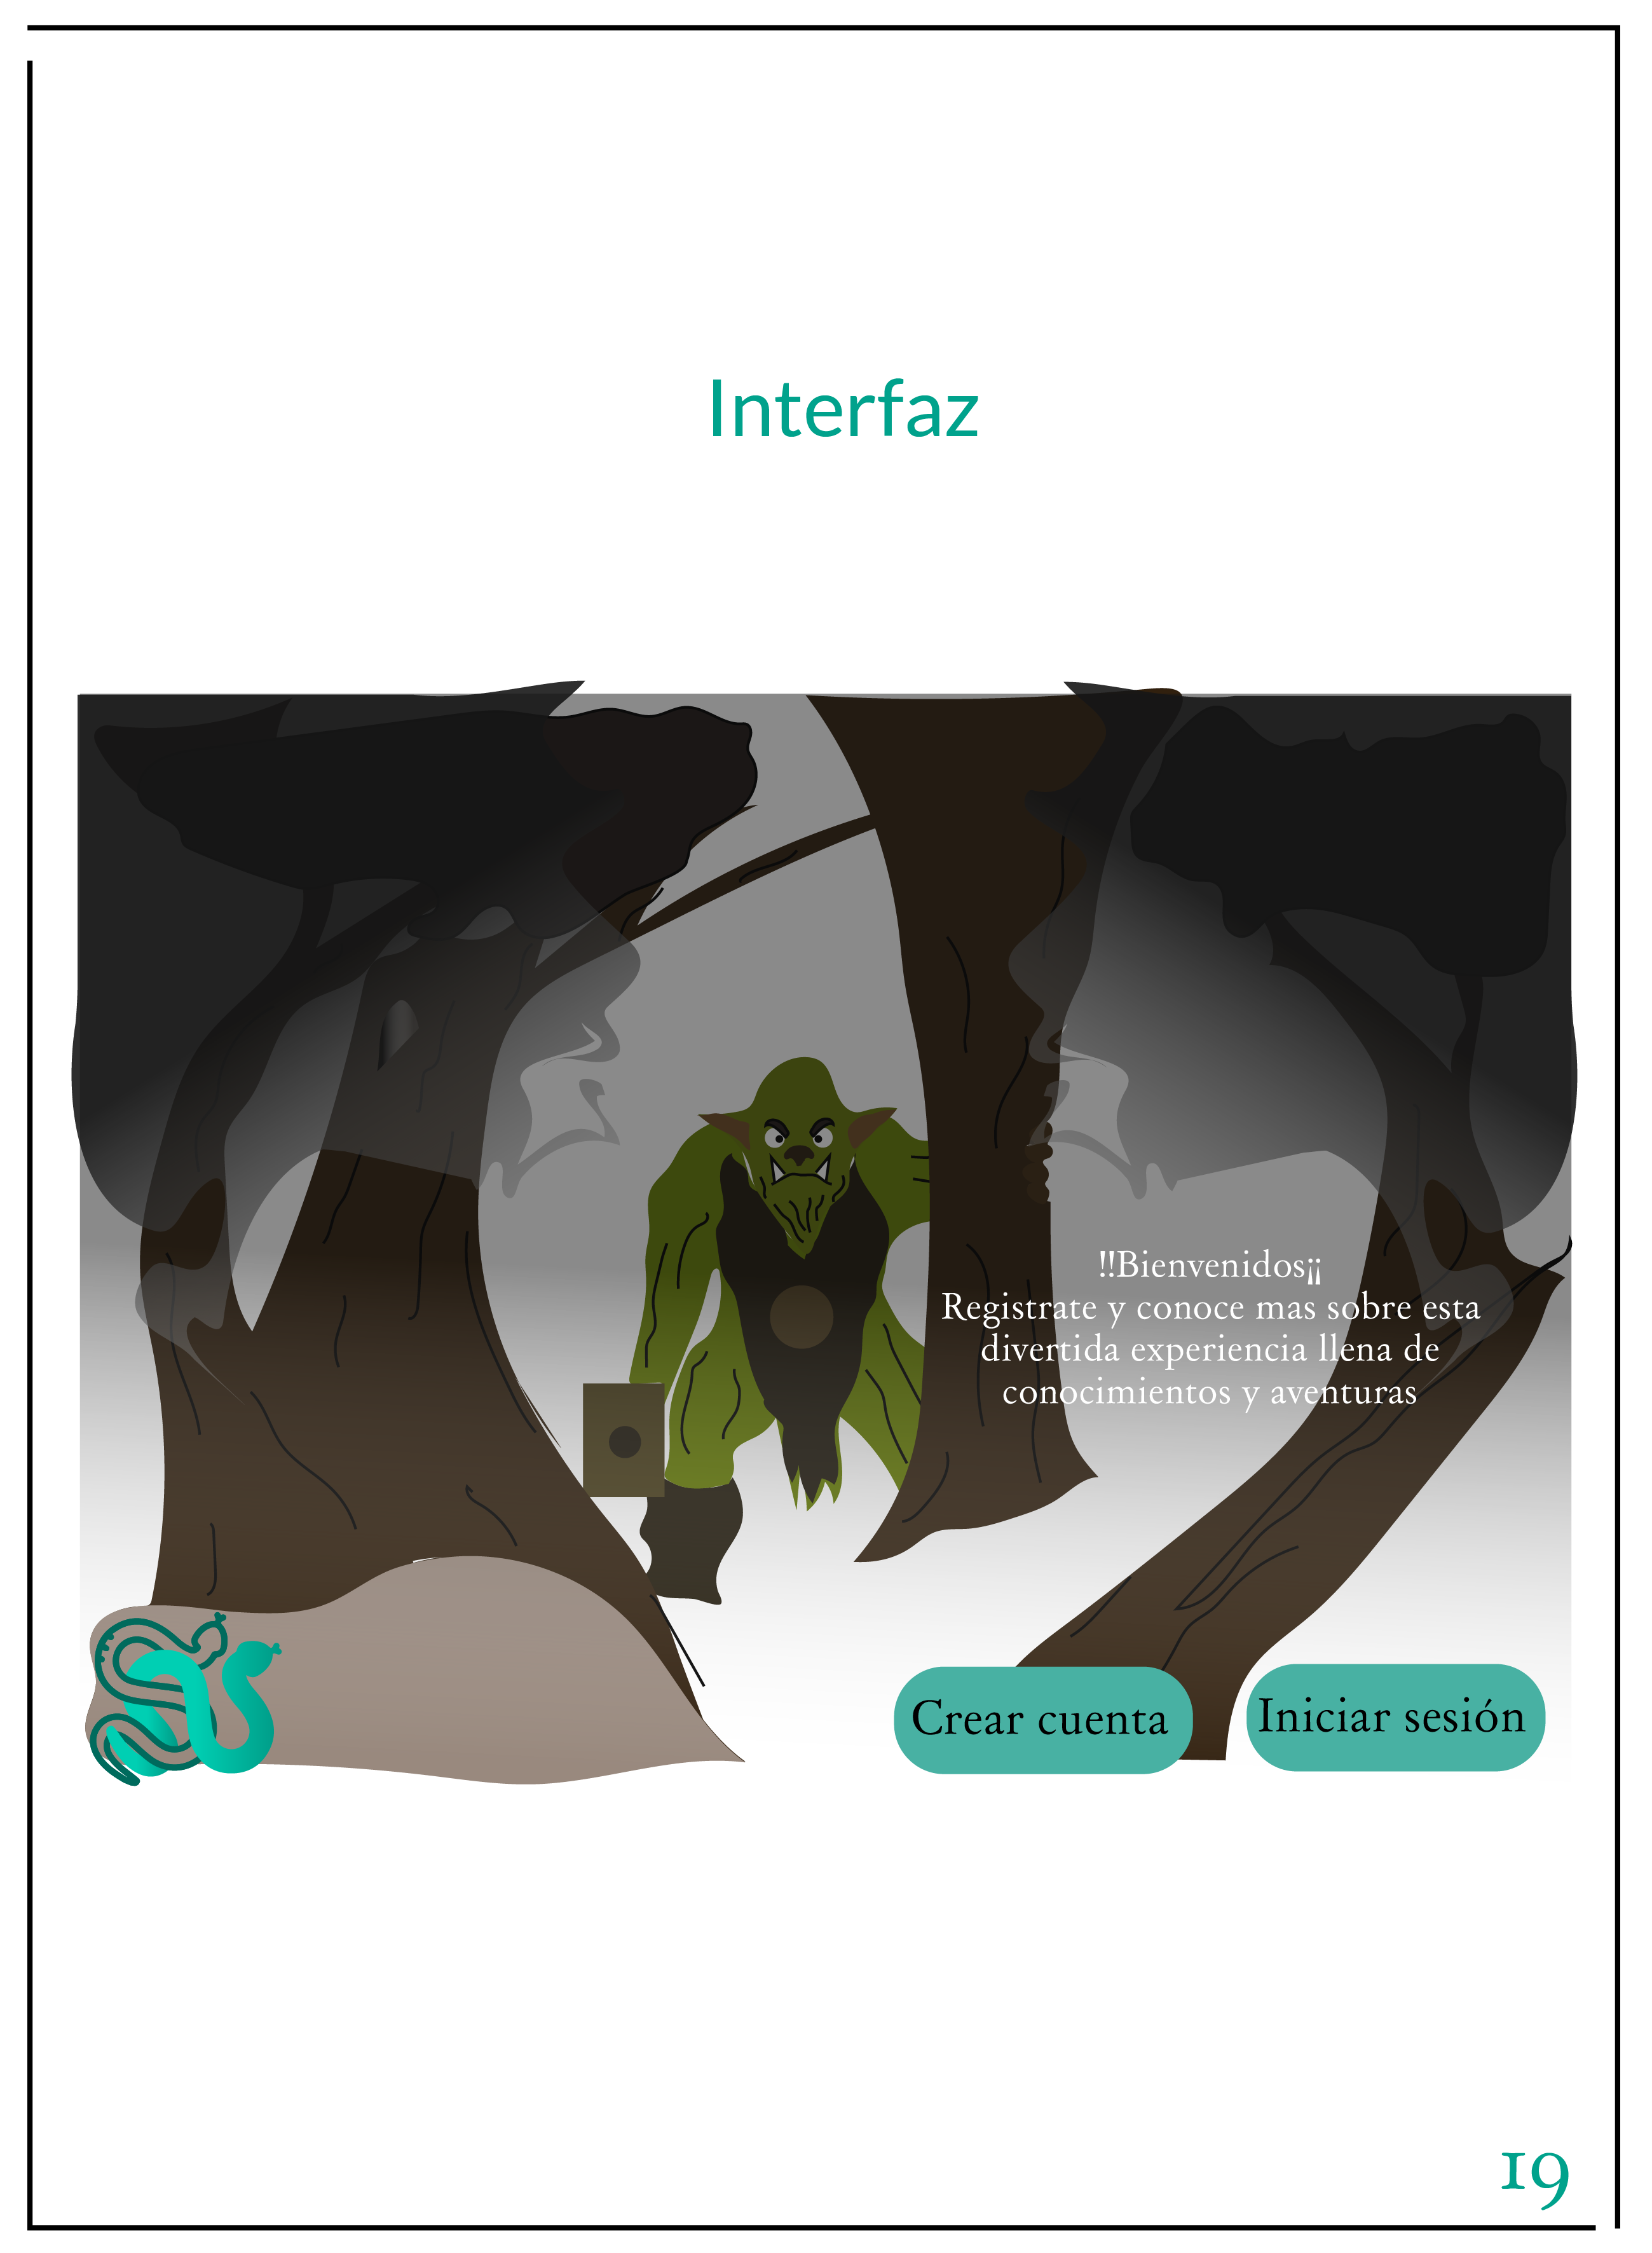 Interfaz
!!Bienvenidos¡¡
Registrate y conoce mas sobre esta
divertida experiencia llena de
conocimientos y aventuras
Crear cuenta
Iniciar sesión
19